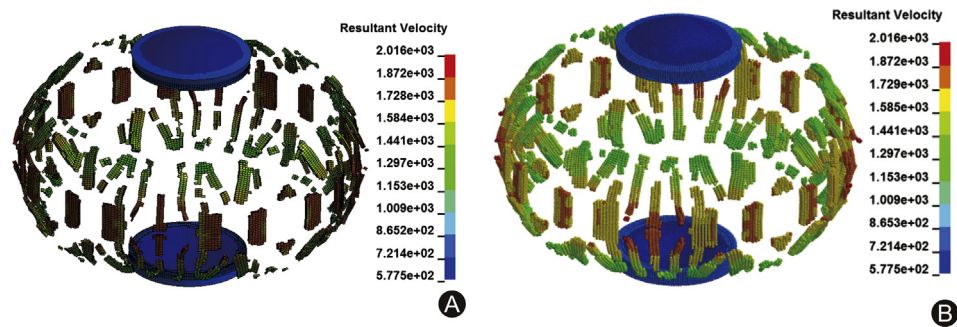 Resultant Velocity
2.016e+03
1.872e+03
1.728e+03
1.584e+03
1.441e+03
1.297e+03
1.153e+03
1.009e+03
8.652e+02
7.214e+02
5.775e+02
A
Resultant Velocity
2.016e+03
1.872e+03
1.729e+03
1.585e+03
1.441e+03
1.297e+03
1.153e+03
1.009e+03
8.653e+02
7.214e+02
5.775e+02
B